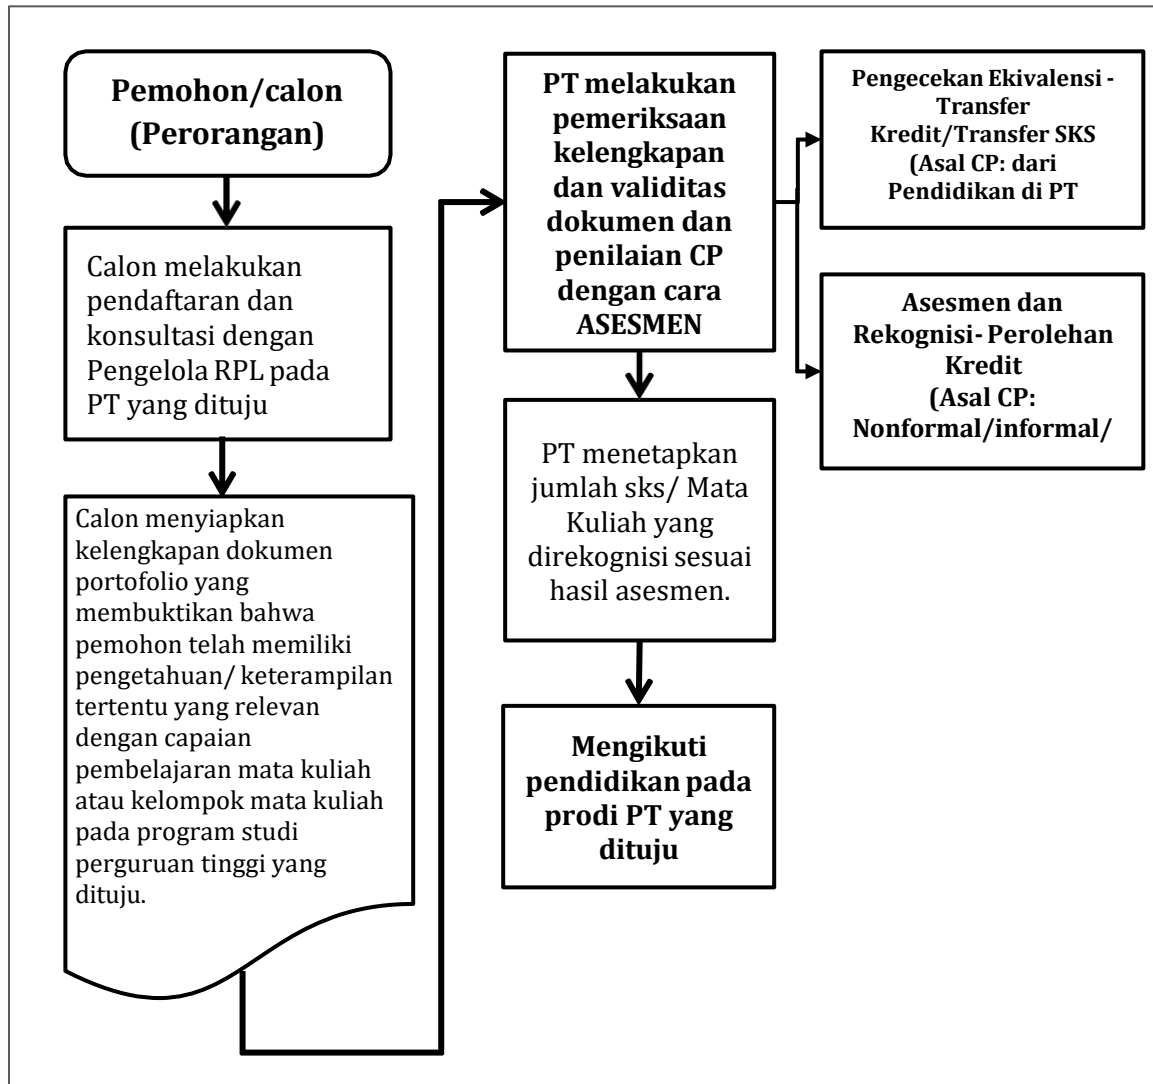 Pemohon/calon
(Perorangan)
Calon melakukan
pendaftaran dan
konsultasi dengan
Pengelola RPL pada
PT yang dituju
Calon menyiapkan
kelengkapan dokumen
portofolio yang
membuktikan bahwa
pemohon telah memiliki
pengetahuan/ keterampilan
tertentu yang relevan
dengan capaian
pembelajaran mata kuliah
atau kelompok mata kuliah
pada program studi
perguruan tinggi yang
dituju.
PT melakukan
pemeriksaan
kelengkapan
dan validitas
dokumen dan
penilaian CP
dengan cara
ASESMEN
PT menetapkan
jumlah sks/ Mata
Kuliah yang
direkognisi sesuai
hasil asesmen.
Mengikuti
pendidikan pada
prodi PT yang
dituju
Pengecekan Ekivalensi -
Transfer
Kredit/Transfer SKS
(Asal CP: dari
Pendidikan di PT
Asesmen dan
Rekognisi- Perolehan
Kredit
(Asal CP:
Nonformal/informal/